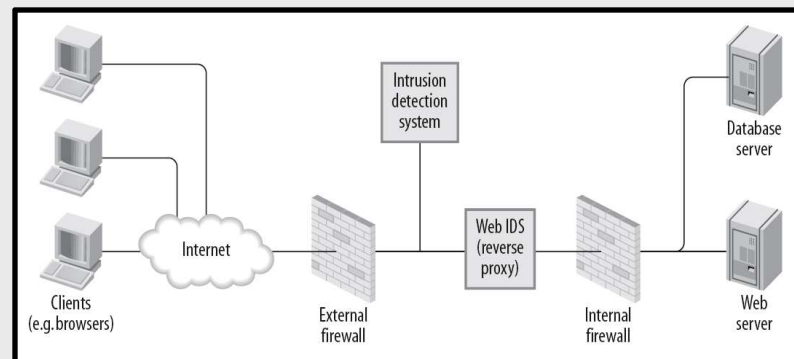 Intrusion
detection
system
Database
server
Internet
Web IDS
(reverse
proxy)
Clients
(e.g. browsers)
External
firewall
Internal
firewall
Web
server